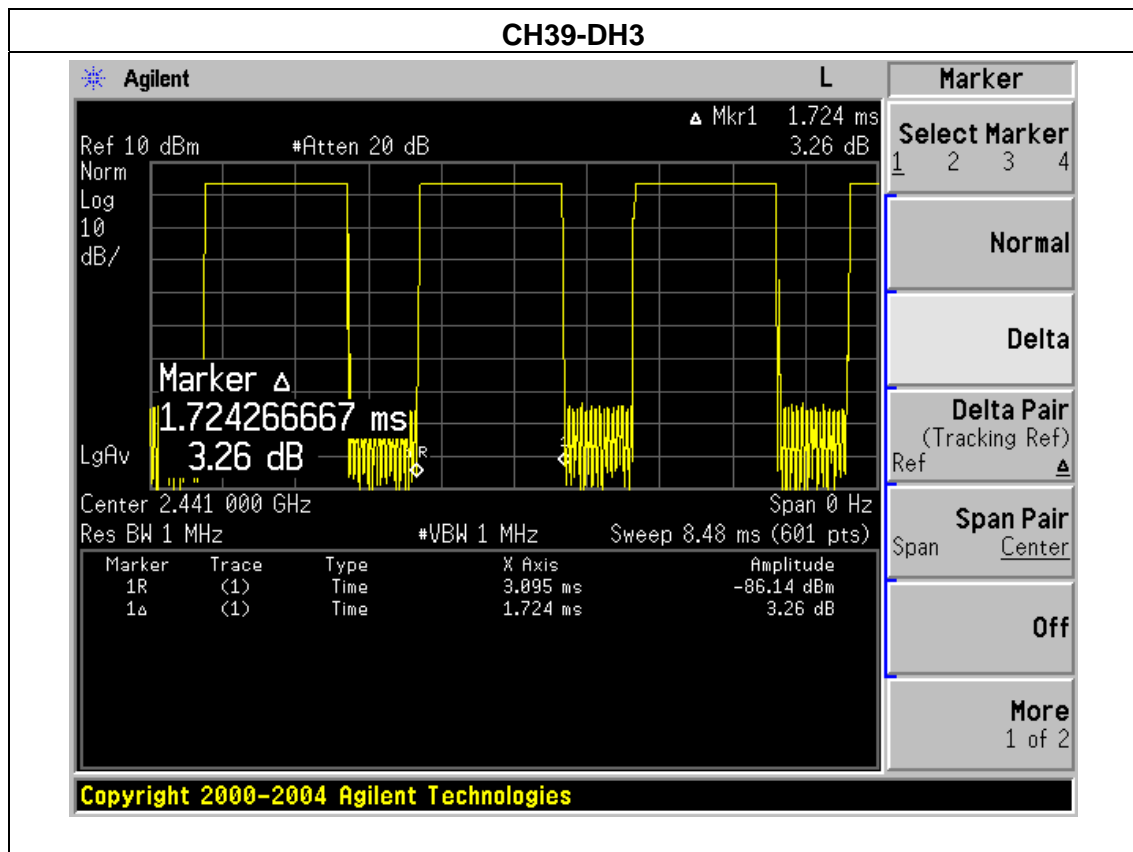 CH39-DH3
Agilent L
Marker
Δ Mkr1 1.724 ms
Ref 10 dBm #Atten 20 dB 3.26 dB
Norm
Log
10
dB/
Marker Δ
1.724266667 ms
3.26 dB
LgAv
R
1
Center 2.441 000 GHz Span 0 Hz
Res BW 1 MHz #VBW 1 MHz Sweep 8.48 ms (601 pts)
Marker Trace Type X Axis Amplitude
1R (1) Time 3.095 ms -86.14 dBm
1Δ (1) Time 1.724 ms 3.26 dB
Select Marker
1 2 3 4
Normal
Delta
Delta Pair
(Tracking Ref)
Ref Δ
Span Pair
Span Center
Off
More
1 of 2
Copyright 2000-2004 Agilent Technologies